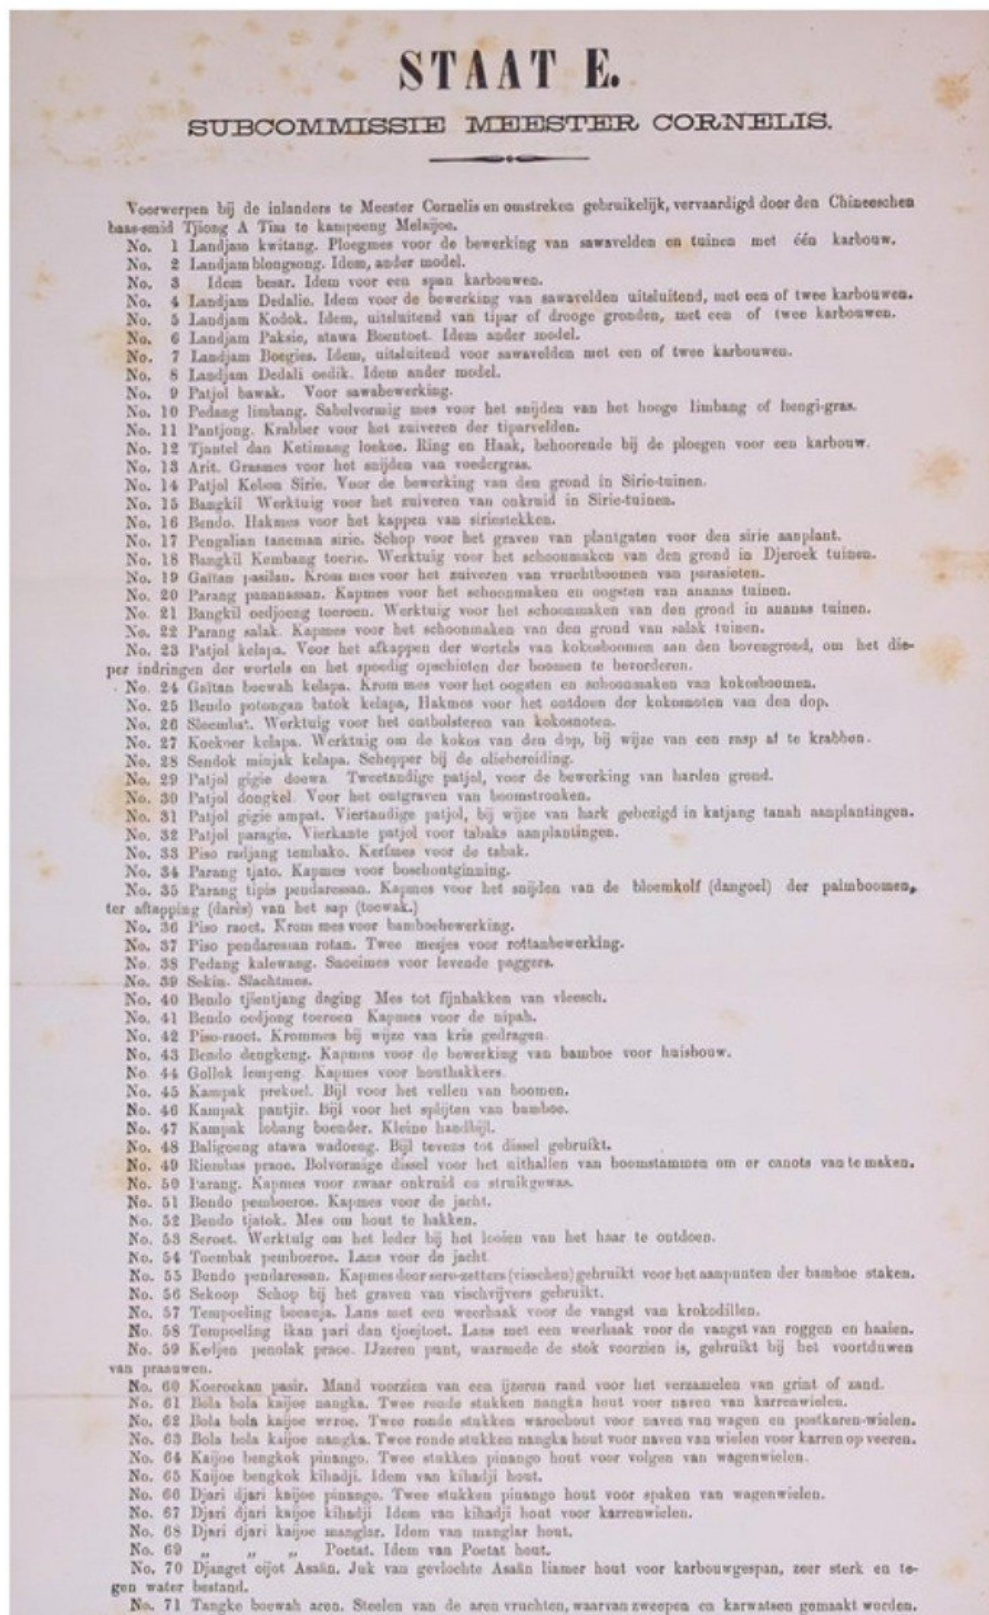 STAAT E.
SUBCOMMISSIE MEESTER CORNELIS.
Voorwerpen bij de inlanders te Meester Cornelis en omstreken gebruikelijk, vervaardigd door den Chineeschen
baas-smid Tjiong A Tiam te kampoeng Melaijoe.
No. 1 Landjam kwitang. Ploegmes voor de bewerking van sawavelden en tuinen met één karbouw.
No. 2 Landjam blongsong. Idem, ander model.
No. 3 Idem besar. Idem voor een span karbouwen.
No. 4 Landjam Dedalie. Idem voor de bewerking van sawavelden uitsluitend, met een of twee karbouwen.
No. 5 Landjam Kodok. Idem, uitsluitend van tipar of drooge gronden, met een of twee karbouwen.
No. 6 Landjam Paksie, atawa Boentoet. Idem ander model.
No. 7 Landjam Boegies. Idem, uitsluitend voor sawavelden met een of twee karbouwen.
No. 8 Landjam Dedali oedik. Idem ander model.
No. 9 Patjol bawak. Voor sawabewerking.
No. 10 Pedang limbang. Sabelvormig mes voor het snijden van het hooge limbang of hengi-gras.
No. 11 Pantjong. Krabber voor het zuiveren der tiparvelden.
No. 12 Tjantel dan Ketimang loekoe. Ring en Haak, behoorende bij de ploegen voor een karbouw.
No. 13 Arit. Grasmes voor het snijden van voedergras.
No. 14 Patjol Kebon Sirie. Voor de bewerking van den grond in Sirie-tuinen.
No. 15 Bangkil Werktuig voor het zuiveren van onkruid in Sirie-tuinen.
No. 16 Bendo. Hakmes voor het kappen van siriestekken.
No. 17 Pengalian taneman sirie. Schop voor het graven van plantgaten voor den sirie aanplant.
No. 18 Bangkil Kembang toerie. Werktuig voor het schoonmaken van den grond in Djeroek tuinen.
No. 19 Gaïtan pasilan. Krom mes voor het zuiveren van vruchtboomen van parasieten.
No. 20 Parang pananassan. Kapmes voor het schoonmaken en oogsten van ananas tuinen.
No. 21 Bangkil oedjoeng toeroen. Werktuig voor het schoonmaken van den grond in ananas tuinen.
No. 22 Parang salak. Kapmes voor het schoonmaken van den grond van salak tuinen.
No. 23 Patjol kelapa. Voor het afkappen der wortels van kokosboomen aan den bovengrond, om het die-
per indringen der wortels en het spoedig opschieten der boomen te bevorderen.
No. 24 Gaïtan boewah kelapa. Krom mes voor het oogsten en schoonmaken van kokosboomen.
No. 25 Bendo potongan batok kelapa, Hakmes voor het ontdoen der kokosnoten van den dop.
No. 26 Sloembat. Werktuig voor het ontbolsteren van kokosnoten.
No. 27 Koekoer kelapa. Werktuig om de kokos van den dop, bij wijze van een rasp af te krabben.
No. 28 Sendok minjak kelapa. Schepper bij de oliebereiding.
No. 29 Patjol gigie doewa. Tweetandige patjol, voor de bewerking van harden grond.
No. 30 Patjol dongkel. Voor het ontgraven van boomstronken.
No. 31 Patjol gigie ampat. Viertandige patjol, bij wijze van hark gebezigd in katjang tanah aanplantingen.
No. 32 Patjol paragie. Vierkante patjol voor tabaks aanplantingen.
No. 33 Piso radjang tembako. Kerfmes voor de tabak.
No. 34 Parang tjato. Kapmes voor boschontginning.
No. 35 Parang tipis pendaressan. Kapmes voor het snijden van de bloemkolf (dangoel) der palmboomen,
ter aftapping (darès) van het sap (toewak.)
No. 36 Piso raoet. Krom mes voor bamboebewerking.
No. 37 Piso pendaressan rotan. Twee mesjes voor rottanbewerking.
No. 38 Pedang kalewang. Snoeimes voor levende paggers.
No. 39 Sekin. Slachtmes.
No. 40 Bendo tjientjang daging Mes tot fijnhakken van vleesch.
No. 41 Bendo oedjong toeroen Kapmes voor de nipah.
No. 42 Piso-raoet. Krommes bij wijze van kris gedragen.
No. 43 Bendo dengkeng. Kapmes voor de bewerking van bamboe voor huisbouw.
No. 44 Gollok lempeng. Kapmes voor houthakkers.
No. 45 Kampak prekoel. Bijl voor het vellen van boomen.
No. 46 Kampak pantjir. Bijl voor het splijten van bamboe.
No. 47 Kampak lobang boender. Kleine handbijl.
No. 48 Baligoeng atawa wadoeng. Bijl tevens tot dissel gebruikt.
No. 49 Riembas praoe. Bolvormige dissel voor het uithallen van boomstammen om er canots van te maken.
No. 50 Parang. Kapmes voor zwaar onkruid en struikgewas.
No. 51 Bendo pemboeroe. Kapmes voor de jacht.
No. 52 Bendo tjatok. Mes om hout te hakken.
No. 53 Seroet. Werktuig om het leder bij het looien van het haar te ontdoen.
No. 54 Toembak pemboeroe. Lans voor de jacht
No. 55 Bendo pendaressan. Kapmes door sero-zetters (visschen) gebruikt voor het aanpunten der bamboe staken.
No. 56 Sekoop Schop bij het graven van vischvijvers gebruikt.
No. 57 Tempoeling boeaja. Lans met een weerhaak voor de vangst van krokodillen.
No. 58 Tempoeling ikan pari dan tjoejtoet. Lans met een weerhaak voor de vangst van roggen en haaien.
No. 59 Kedjen penolak praoe. IJzeren punt, waarmede de stok voorzien is, gebruikt bij het voortduwen
van praauwen.
No. 60 Koeroekan pasir. Mand voorzien van een ijzeren rand voor het verzamelen van grint of zand.
No. 61 Bola bola kaijoe nangka. Twee ronde stukken nangka hout voor naven van karrenwielen.
No. 62 Bola bola kaijoe weroe. Twee ronde stukken waroehout voor naven van wagen en postkaren-wielen.
No. 63 Bola bola kaijoe nangka. Twee ronde stukken nangka hout voor naven van wielen voor karren op veeren.
No. 64 Kaijoe bengkok pinango. Twee stukken pinango hout voor velgen van wagenwielen.
No. 65 Kaijoe bengkok kihadji. Idem van kihadji hout.
No. 66 Djari djari kaijoe pinango. Twee stukken pinango hout voor spaken van wagenwielen.
No. 67 Djari djari kaijoe kihadji Idem van kihadji hout voor karrenwielen.
No. 68 Djari djari kaijoe manglar. Idem van manglar hout.
No. 69 „ „ „ Poetat. Idem van Poetat hout.
No. 70 Djanget oijot Asaän. Juk van gevlochte Asaän liamer hout voor karbouwgespan, zeer sterk en te-
gen water bestand.
No. 71 Tangke boewah aren. Steelen van de aren vruchten, waarvan zweepen en karwatsen gemaakt worden.